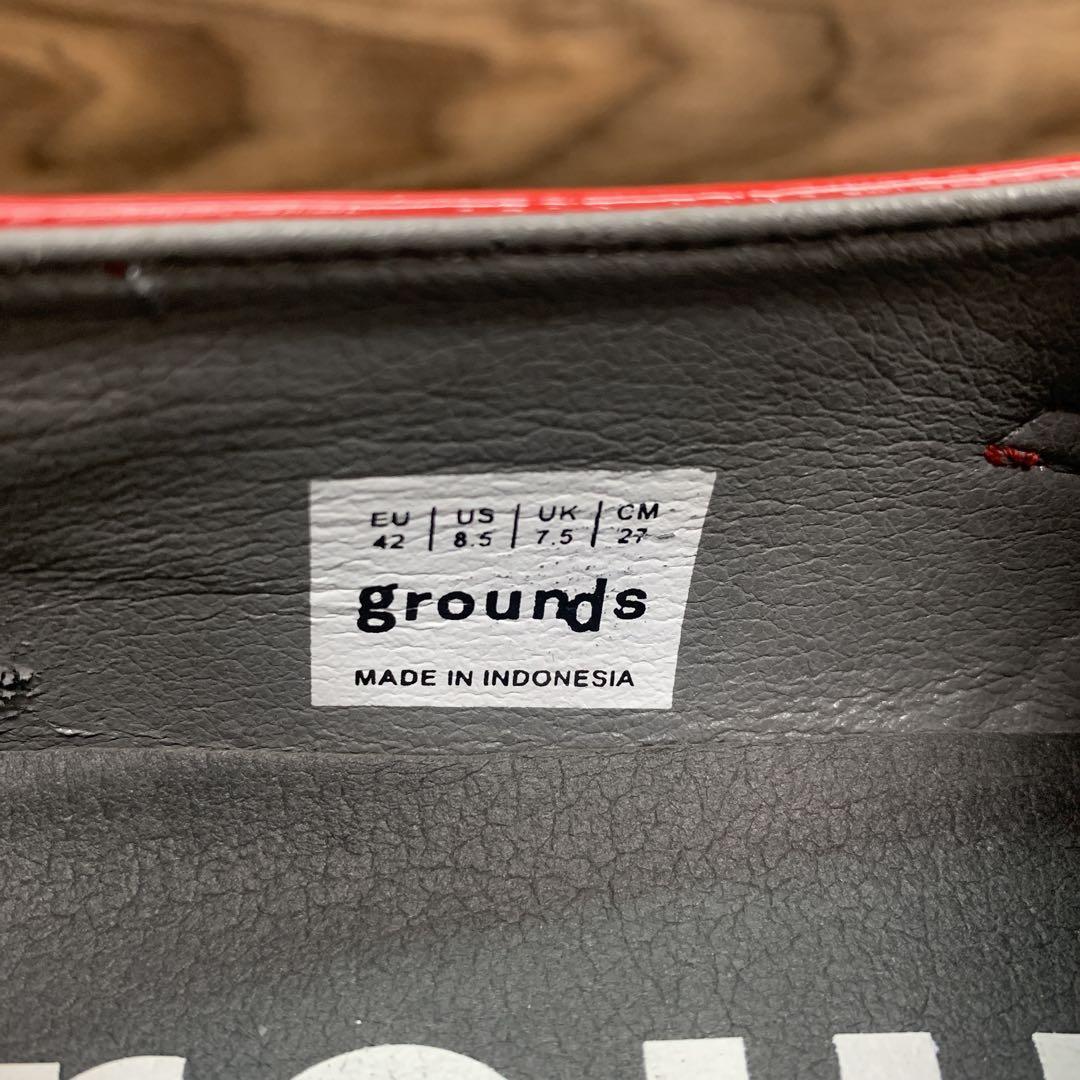 EU | US | UK | CM
42 | 8.5 | 7.5 | 27
grounds
MADE IN INDONESIA